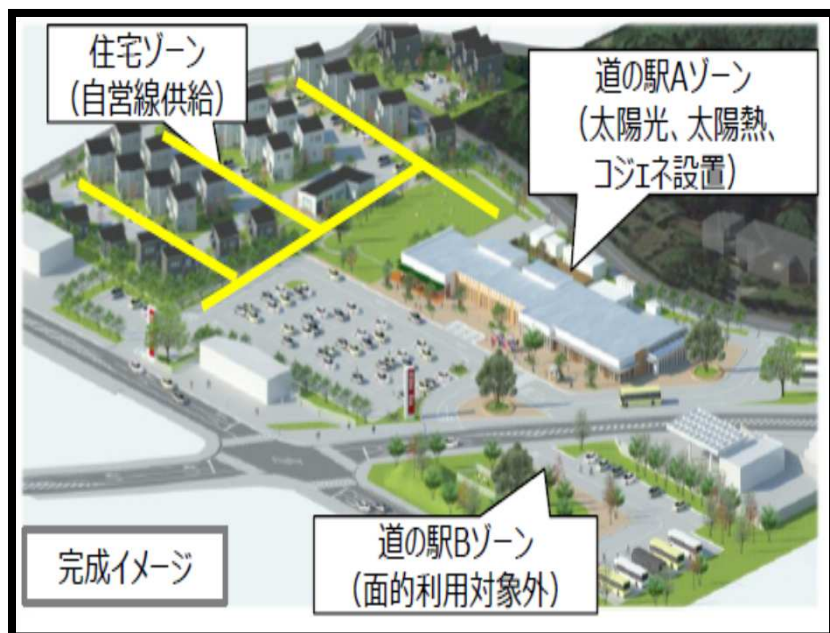 住宅ゾーン
（自営線供給）
道の駅Aゾーン
（太陽光、太陽熱、
コジェネ設置）
道の駅Bゾーン
（面的利用対象外）
完成イメージ